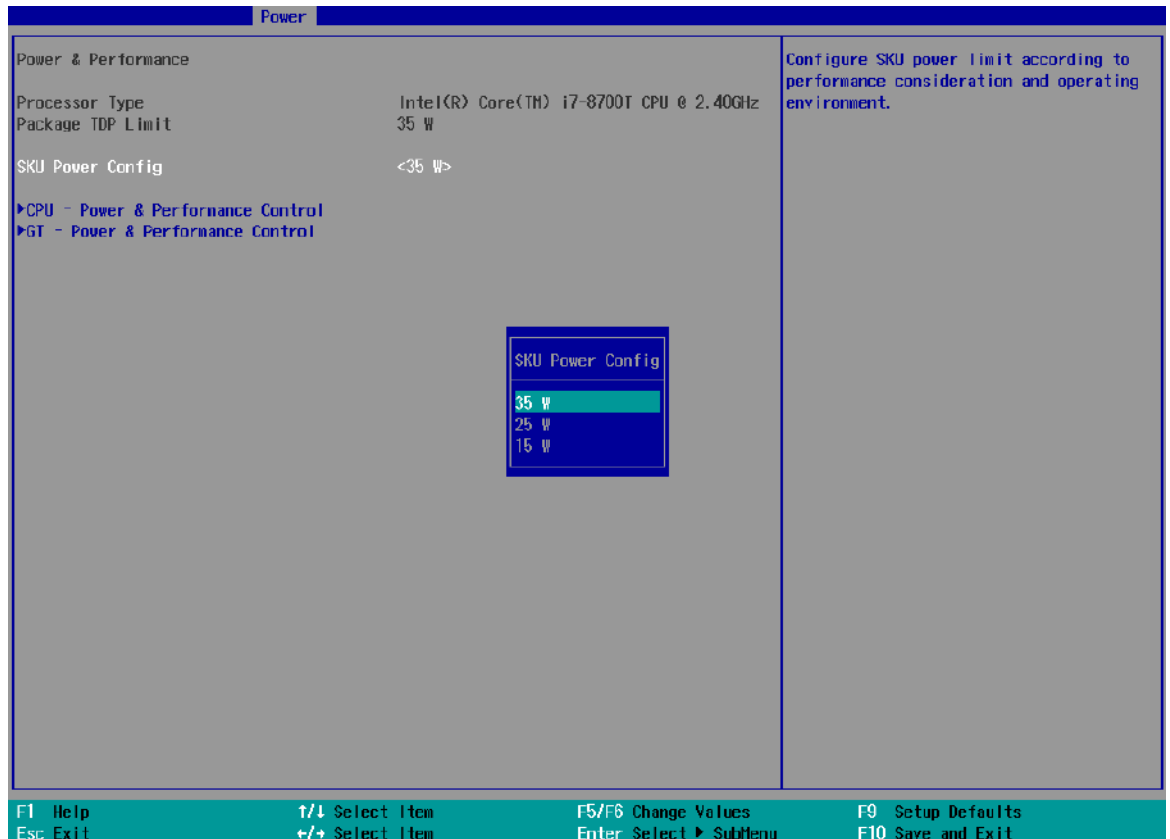 Power
Power & Performance
Processor Type Intel(R) Core(TM) i7-8700T CPU @ 2.40GHz
Package TDP Limit 35 W
SKU Power Config <35 W>
▶CPU - Power & Performance Control
▶GT - Power & Performance Control
SKU Power Config
35 W
25 W
15 W
Configure SKU power limit according to
performance consideration and operating
environment.
F1 Help ↑/↓ Select Item F5/F6 Change Values F9 Setup Defaults
Esc Exit ←/→ Select Item Enter Select ▶ SubMenu F10 Save and Exit